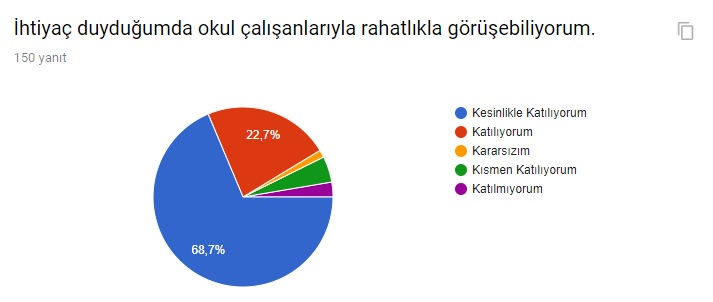 İhtiyaç duyduğumda okul çalışanlarıyla rahatlıkla görüşebiliyorum.
150 yanıt
22,7%
68,7%
Kesinlikle Katılıyorum
Katılıyorum
Kararsızım
Kısmen Katılıyorum
Katılmıyorum